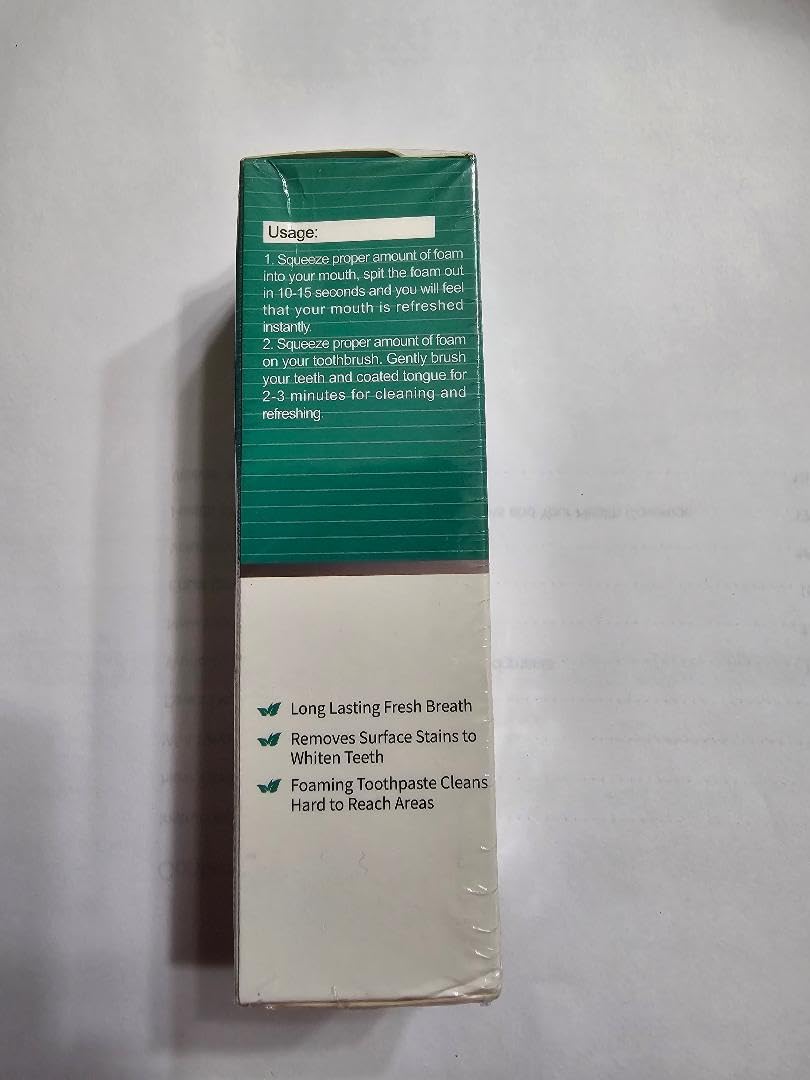 Usage:
1. Squeeze proper amount of foam
into your mouth, spit the foam out
in 10-15 seconds and you will feel
that your mouth is refreshed
instantly.
2. Squeeze proper amount of foam
on your toothbrush. Gently brush
your teeth and coated tongue for
2-3 minutes for cleaning and
refreshing.
Long Lasting Fresh Breath
Removes Surface Stains to
Whiten Teeth
Foaming Toothpaste Cleans
Hard to Reach Areas